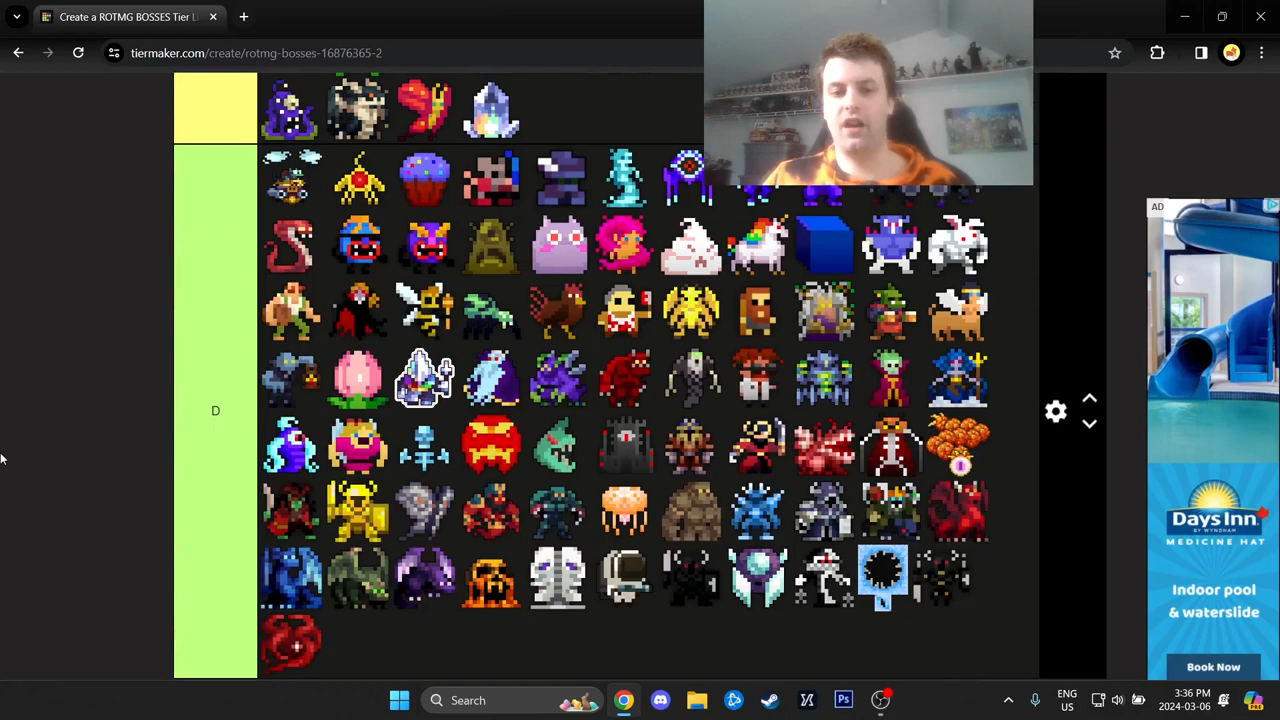 Create a ROTMG BOSSES Tier L
tiermaker.com/create/rotmg-bosses-16876365-2
AD
D
Days Inn
BY WYNDHAM
MEDICINE HAT
Indoor pool
& waterslide
Book Now
Search
ENG
US
3:36 PM
2024-03-06